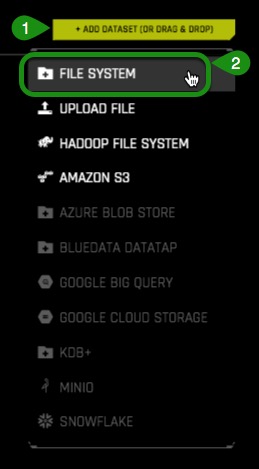 1
+ ADD DATASET (OR DRAG & DROP)
FILE SYSTEM
2
UPLOAD FILE
HADOOP FILE SYSTEM
AMAZON S3
AZURE BLOB STORE
BLUEDATA DATATAP
GOOGLE BIG QUERY
GOOGLE CLOUD STORAGE
KDB+
MINIO
SNOWFLAKE